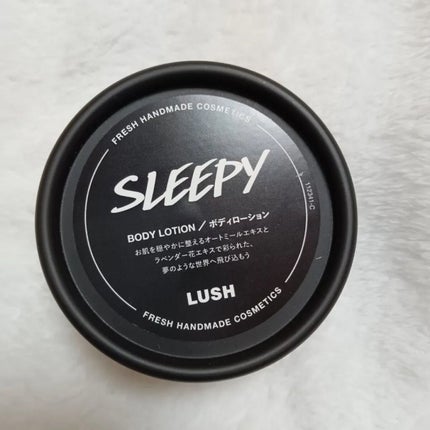 FRESH HANDMADE COSMETICS
SLEEPY
BODY LOTION / ボディローション
お肌を穏やかに整えるオートミールエキスと
ラベンダー花エキスで彩られた、
夢のような世界へ飛び込もう
LUSH
FRESH HANDMADE COSMETICS